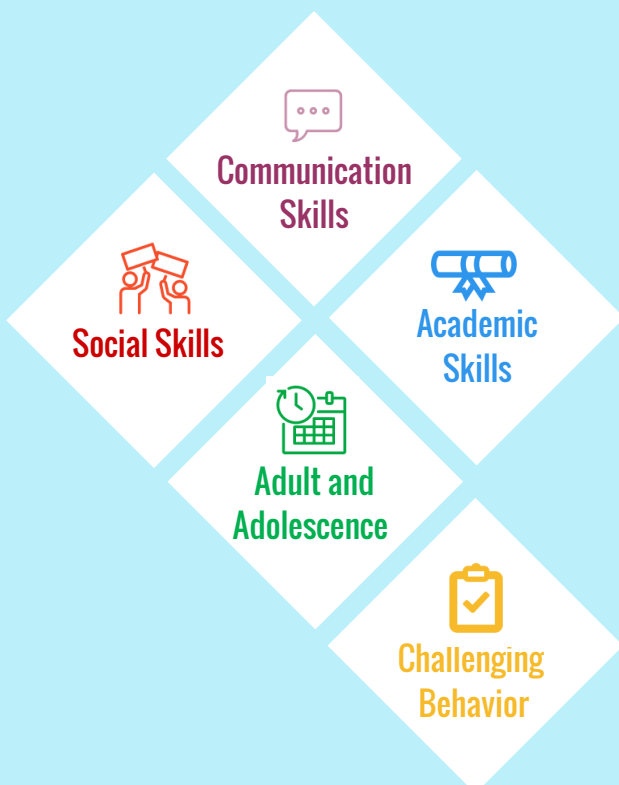 Communication
Skills
Social Skills
Academic
Skills
Adult and
Adolescence
Challenging
Behavior